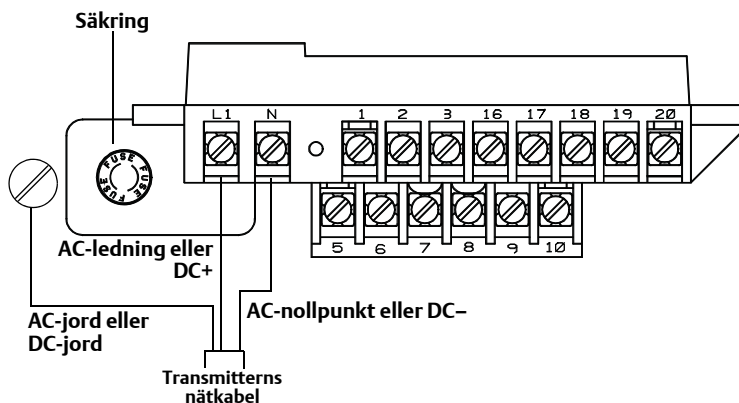 Säkring
L1 N 1 2 3 16 17 18 19 20
FUSE FUSE FUSE FUSE
5 6 7 8 9 10
AC-ledning eller
DC+
AC-nollpunkt eller DC–
AC-jord eller
DC-jord
Transmitterns
nätkabel